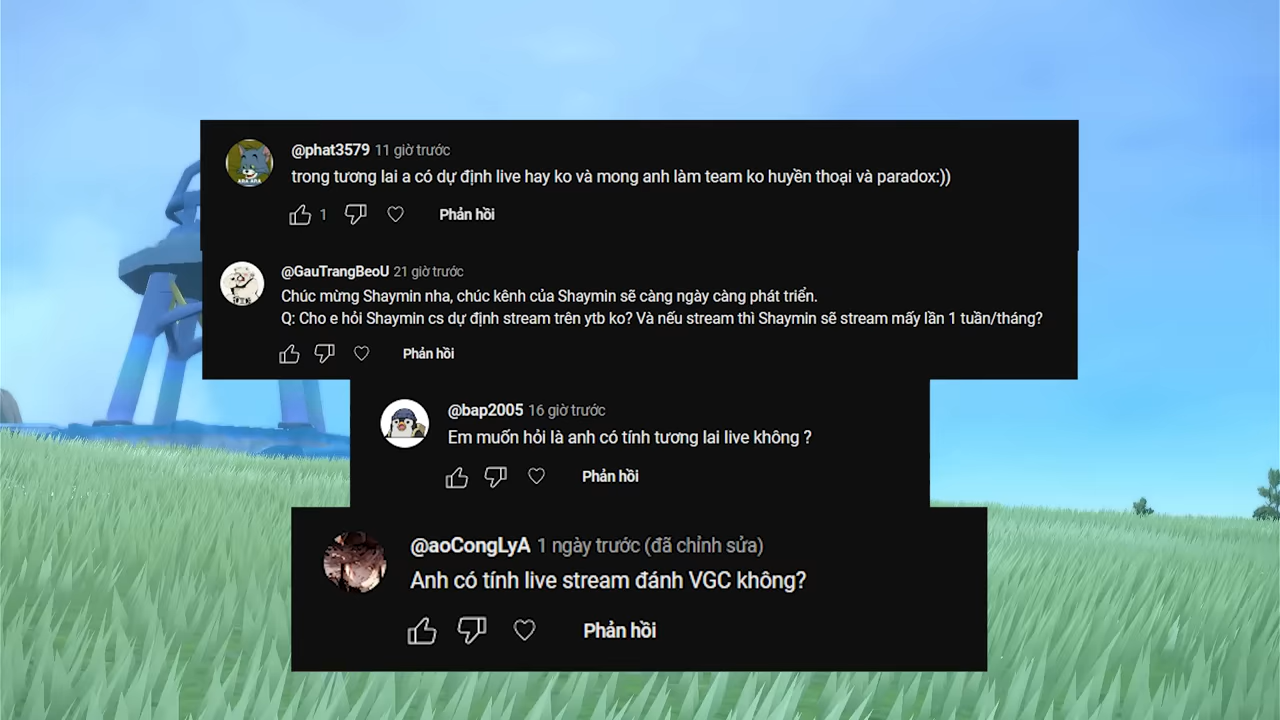 @phat3579 11 giờ trước
trong tương lai a có dự định live hay ko và mong anh làm team ko huyền thoại và paradox:))
1 Phản hồi
@GauTrangBeoU 21 giờ trước
Chúc mừng Shaymin nha, chúc kênh của Shaymin sẽ càng ngày càng phát triển.
Q: Cho e hỏi Shaymin cs dự định stream trên ytb ko? Và nếu stream thì Shaymin sẽ stream mấy lần 1 tuần/tháng?
Phản hồi
@bap2005 16 giờ trước
Em muốn hỏi là anh có tính tương lai live không ?
Phản hồi
@aoCongLyA 1 ngày trước (đã chỉnh sửa)
Anh có tính live stream đánh VGC không?
Phản hồi